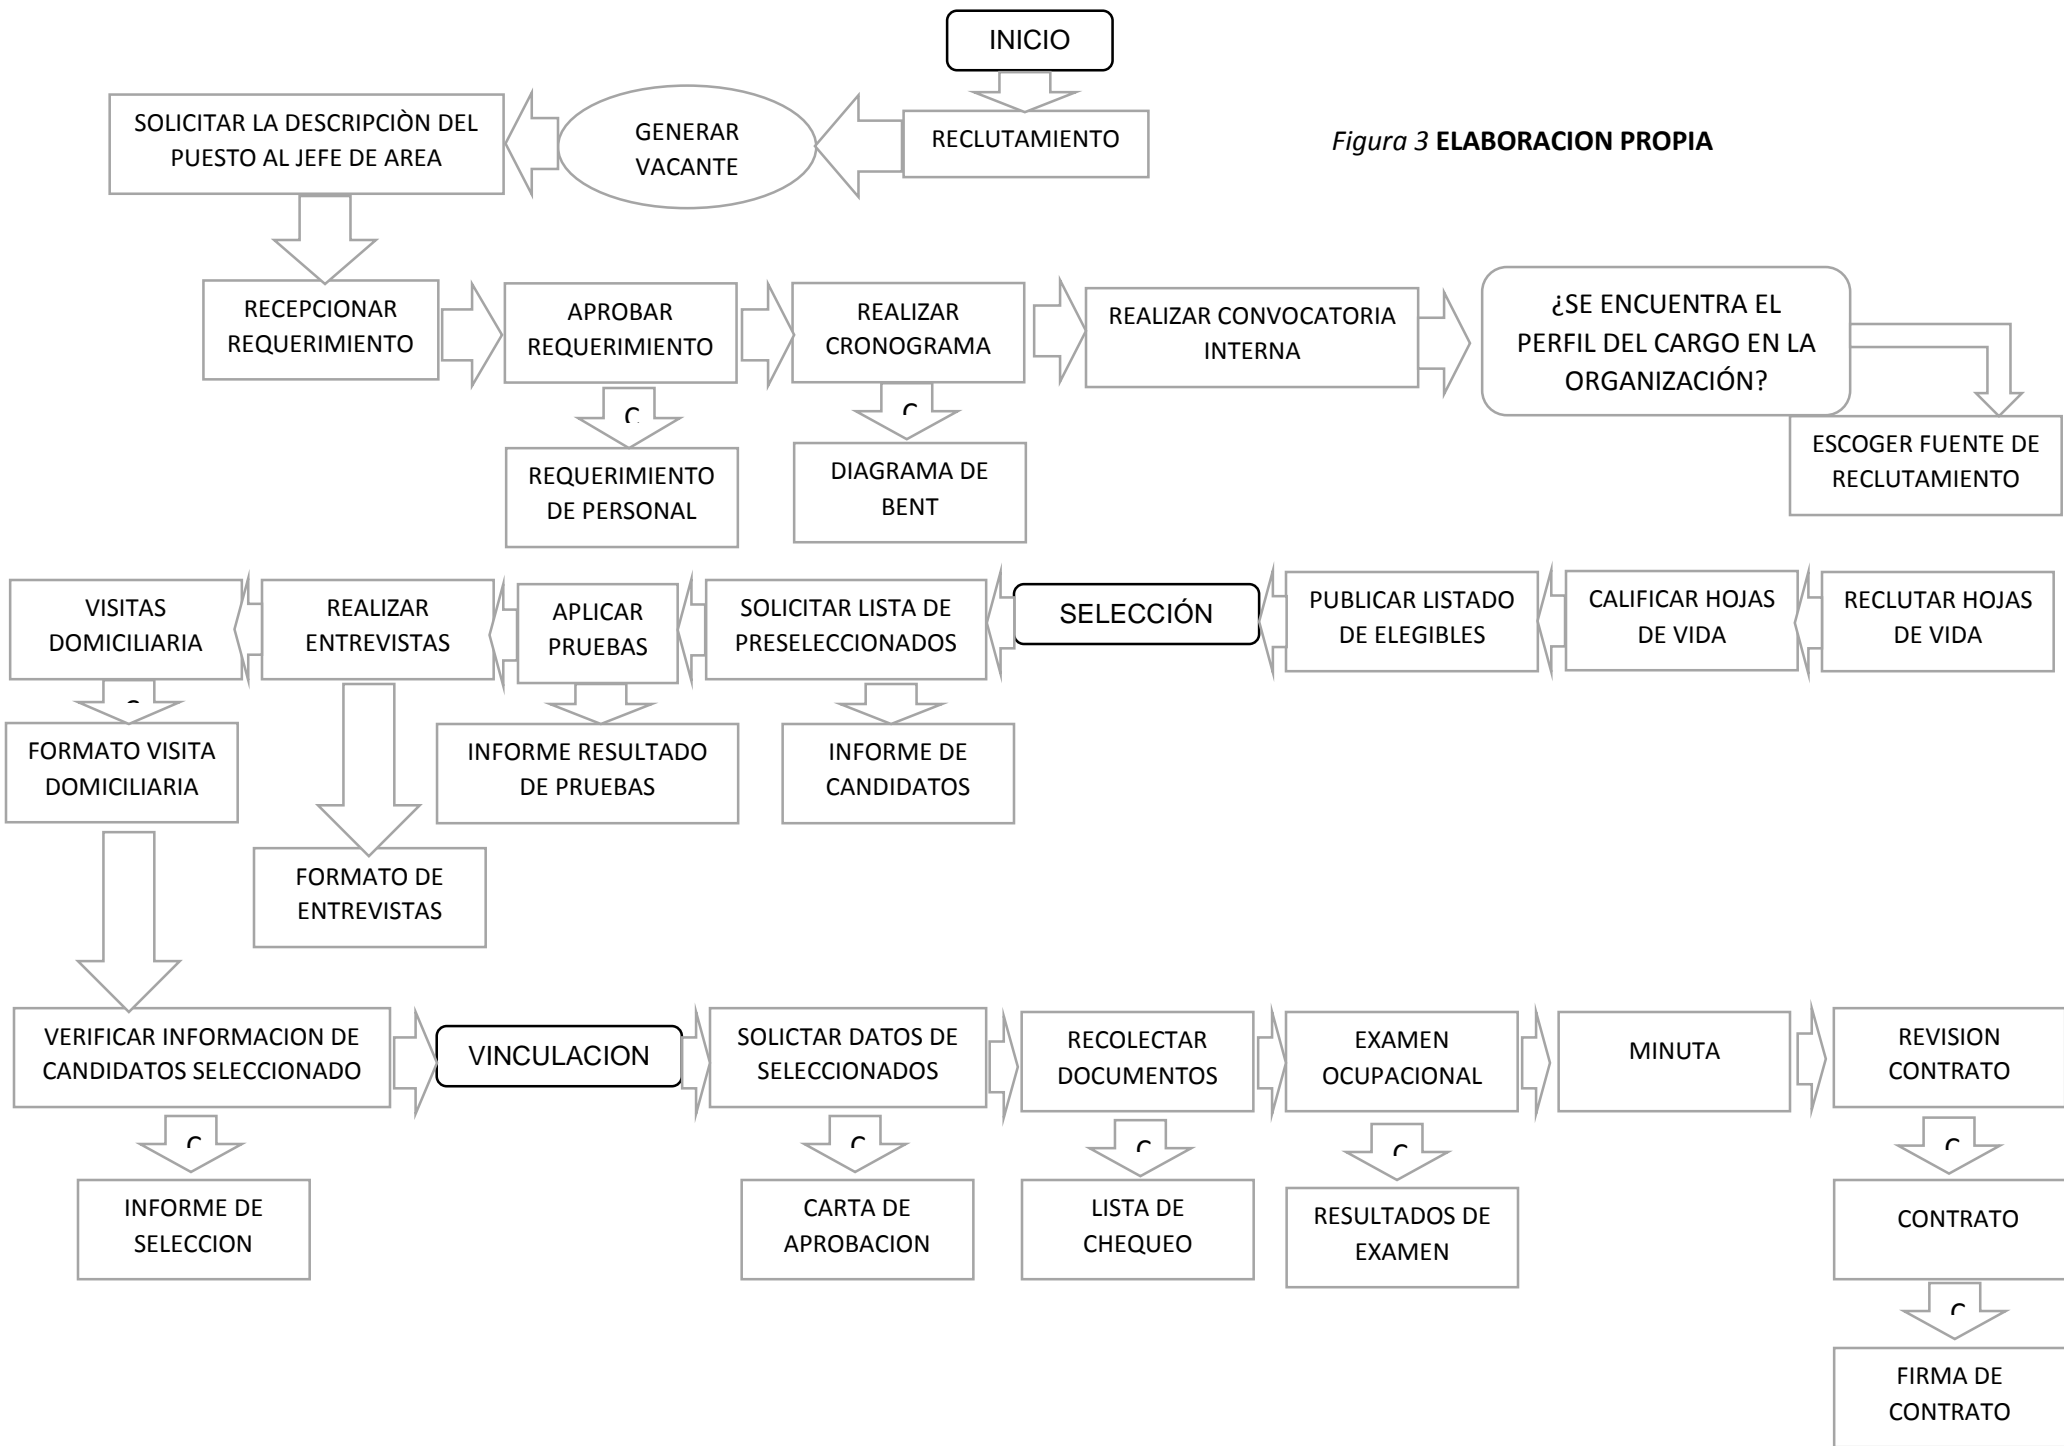 INICIO
RECLUTAMIENTO
GENERAR
VACANTE
SOLICITAR LA DESCRIPCIÒN DEL
PUESTO AL JEFE DE AREA
Figura 3 ELABORACION PROPIA
RECEPCIONAR
REQUERIMIENTO
APROBAR
REQUERIMIENTO
REALIZAR
CRONOGRAMA
REALIZAR CONVOCATORIA
INTERNA
¿SE ENCUENTRA EL
PERFIL DEL CARGO EN LA
ORGANIZACIÓN?
REQUERIMIENTO
DE PERSONAL
DIAGRAMA DE
BENT
ESCOGER FUENTE DE
RECLUTAMIENTO
RECLUTAR HOJAS
DE VIDA
CALIFICAR HOJAS
DE VIDA
PUBLICAR LISTADO
DE ELEGIBLES
SELECCIÓN
SOLICITAR LISTA DE
PRESELECCIONADOS
APLICAR
PRUEBAS
REALIZAR
ENTREVISTAS
VISITAS
DOMICILIARIA
FORMATO VISITA
DOMICILIARIA
INFORME RESULTADO
DE PRUEBAS
INFORME DE
CANDIDATOS
FORMATO DE
ENTREVISTAS
VERIFICAR INFORMACION DE
CANDIDATOS SELECCIONADO
VINCULACION
SOLICTAR DATOS DE
SELECCIONADOS
RECOLECTAR
DOCUMENTOS
EXAMEN
OCUPACIONAL
MINUTA
REVISION
CONTRATO
INFORME DE
SELECCION
CARTA DE
APROBACION
LISTA DE
CHEQUEO
RESULTADOS DE
EXAMEN
CONTRATO
FIRMA DE
CONTRATO